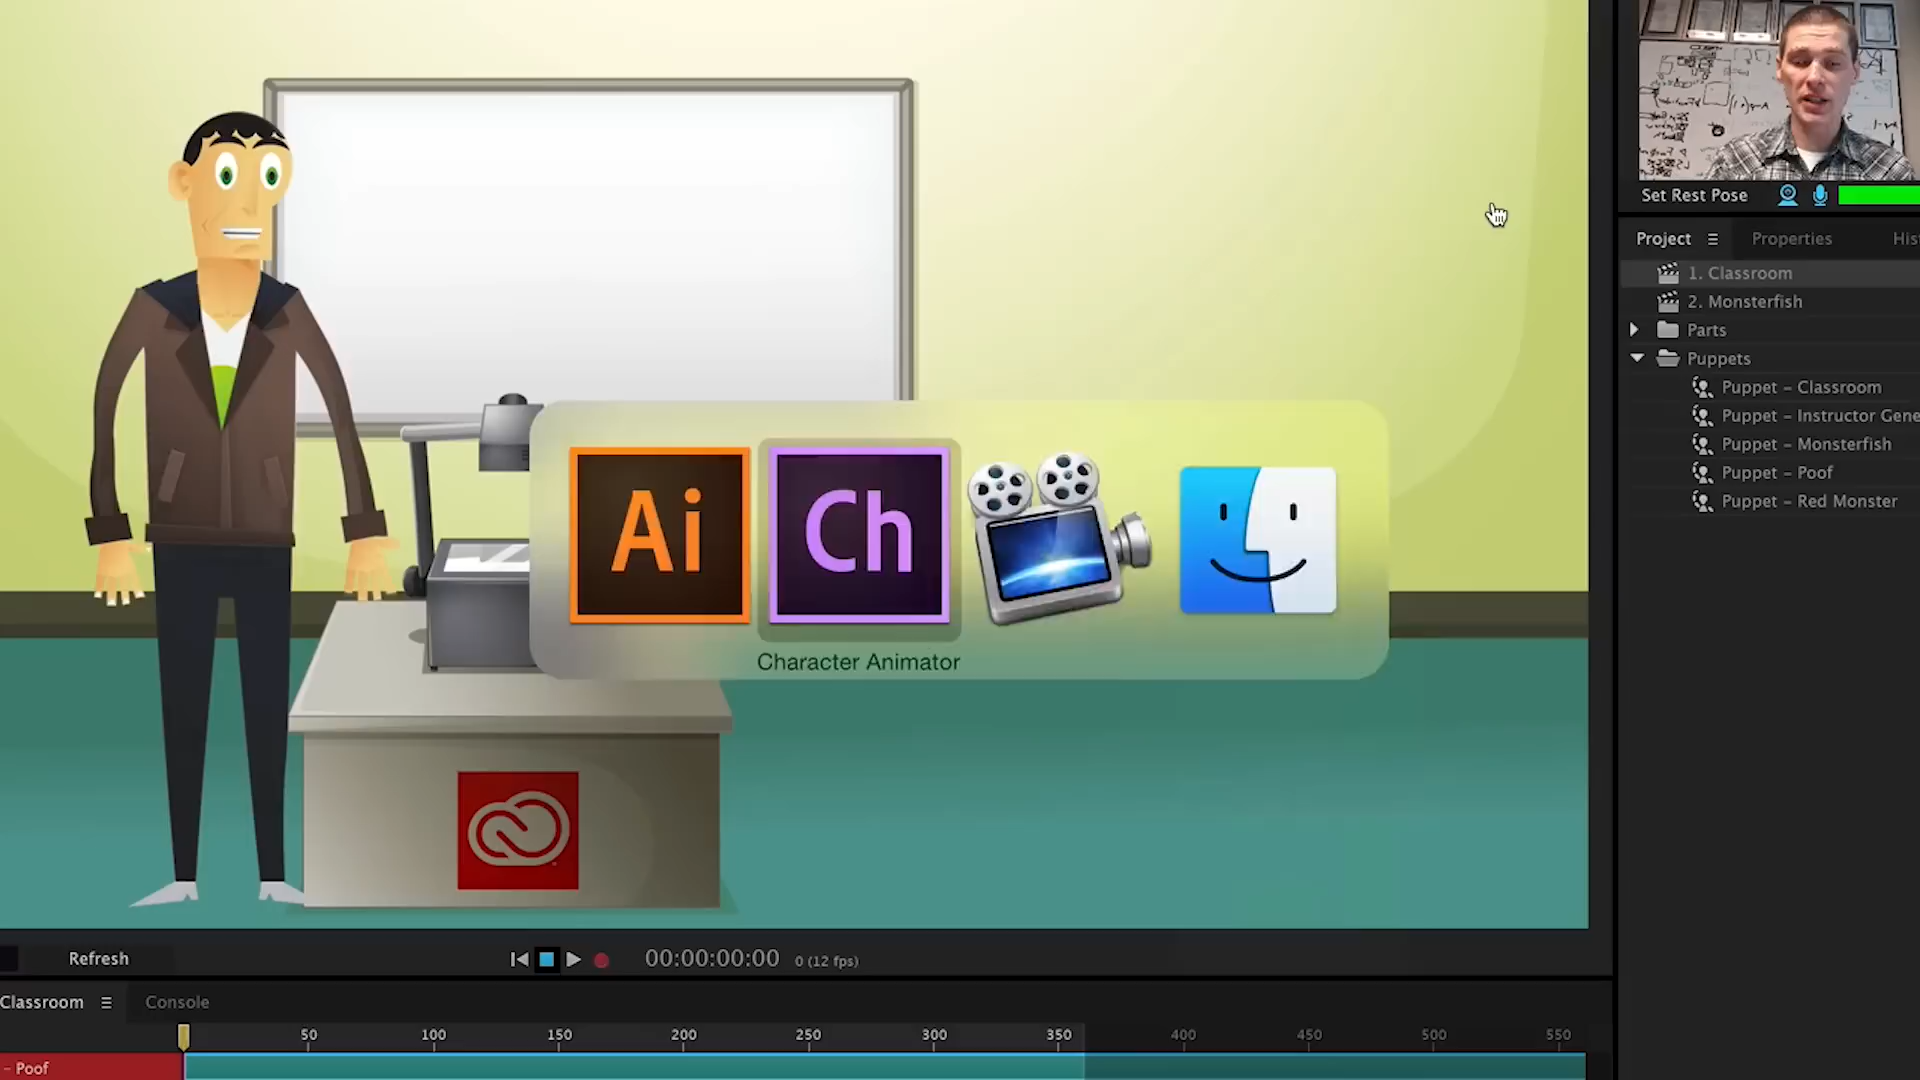 Set Rest Pose
Project
Properties
His
1. Classroom
2. Monsterfish
Parts
Puppets
Puppet – Classroom
Puppet – Instructor Gene
Puppet – Monsterfish
Puppet – Poof
Puppet – Red Monster
Ai
Ch
Character Animator
Refresh
00:00:00:00
0 (12 fps)
Classroom
Console
50 100 150 200 250 300 350 400 450 500 550
– Poof